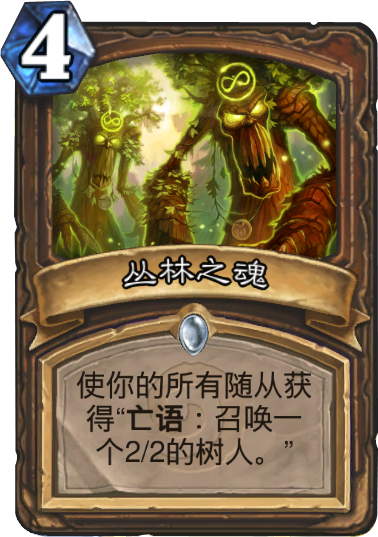 4
丛林之魂
使你的所有随从获
得“亡语：召唤一
个2/2的树人。”